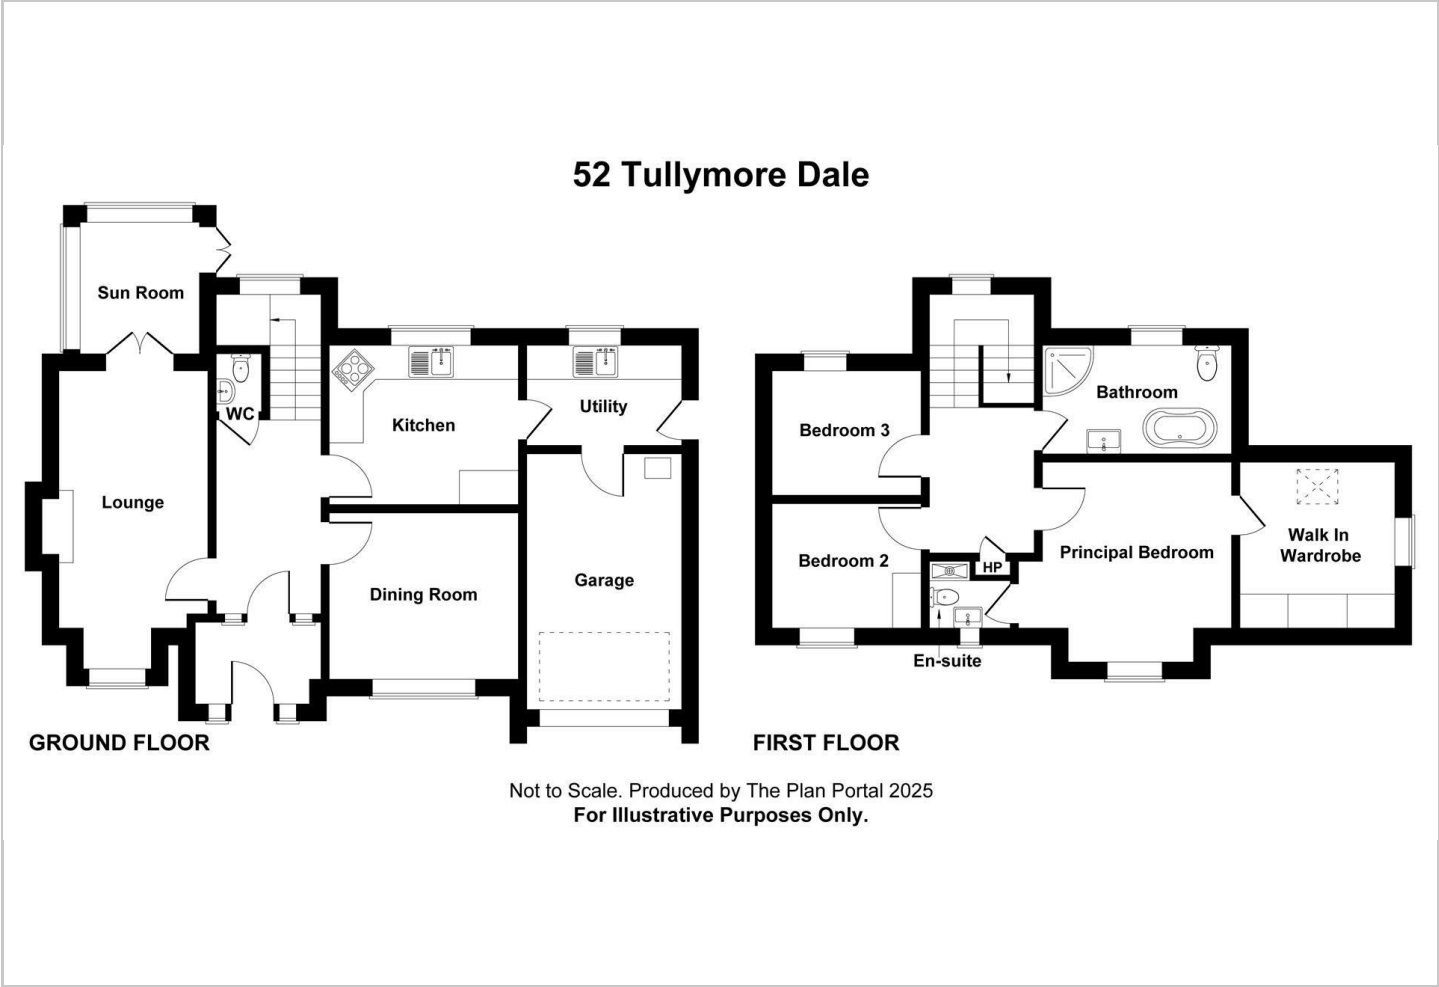 52 Tullymore Dale
Sun Room
WC
Kitchen
Utility
Lounge
Dining Room
Garage
GROUND FLOOR
Bedroom 3
Bathroom
Bedroom 2
HP
Principal Bedroom
Walk In
Wardrobe
En-suite
FIRST FLOOR
Not to Scale. Produced by The Plan Portal 2025
For Illustrative Purposes Only.